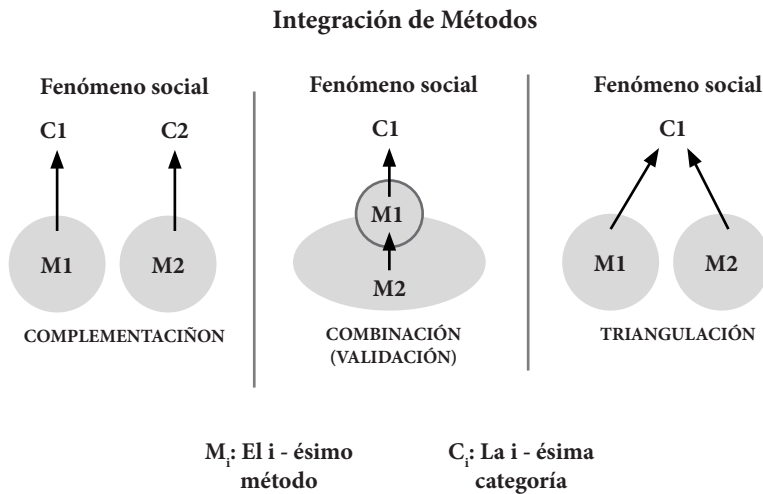 Integración de Métodos
Fenómeno social
C1 C2
M1 M2
COMPLEMENTACIÑON
Fenómeno social
C1
M1
M2
COMBINACIÓN
(VALIDACIÓN)
Fenómeno social
C1
M1 M2
TRIANGULACIÓN
Mi: El i - ésimo
método
Ci: La i - ésima
categoría